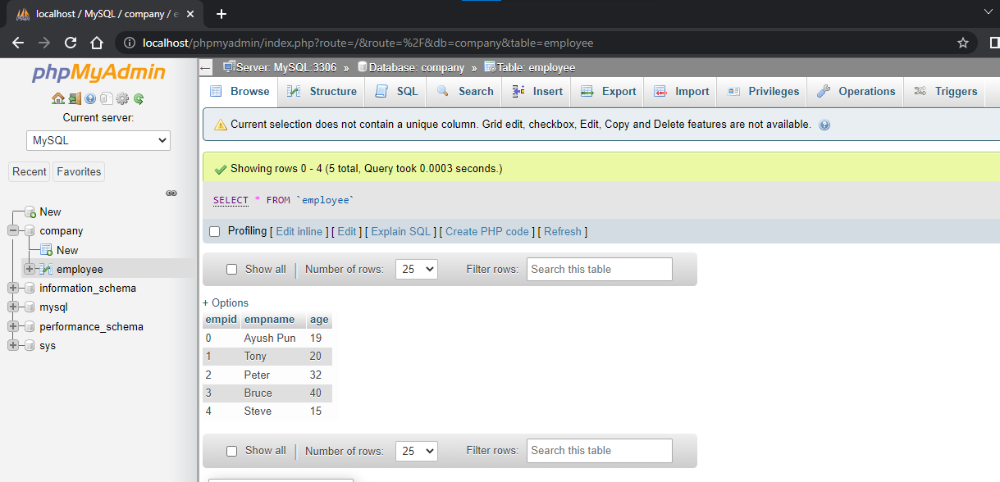 localhost / MySQL / company / e
localhost/phpmyadmin/index.php?route=/&route=%2F&db=company&table=employee
phpMyAdmin
Current server:
MySQL
Recent Favorites
New
company
New
employee
information_schema
mysql
performance_schema
sys
Server: MySQL:3306 » Database: company » Table: employee
Browse Structure SQL Search Insert Export Import Privileges Operations Triggers
Current selection does not contain a unique column. Grid edit, checkbox, Edit, Copy and Delete features are not available.
Showing rows 0 - 4 (5 total, Query took 0.0003 seconds.)
SELECT * FROM `employee`
Profiling [ Edit inline ] [ Edit ] [ Explain SQL ] [ Create PHP code ] [ Refresh ]
Show all | Number of rows: 25 Filter rows: Search this table
+ Options
empid empname age
0 Ayush Pun 19
1 Tony 20
2 Peter 32
3 Bruce 40
4 Steve 15
Show all | Number of rows: 25 Filter rows: Search this table